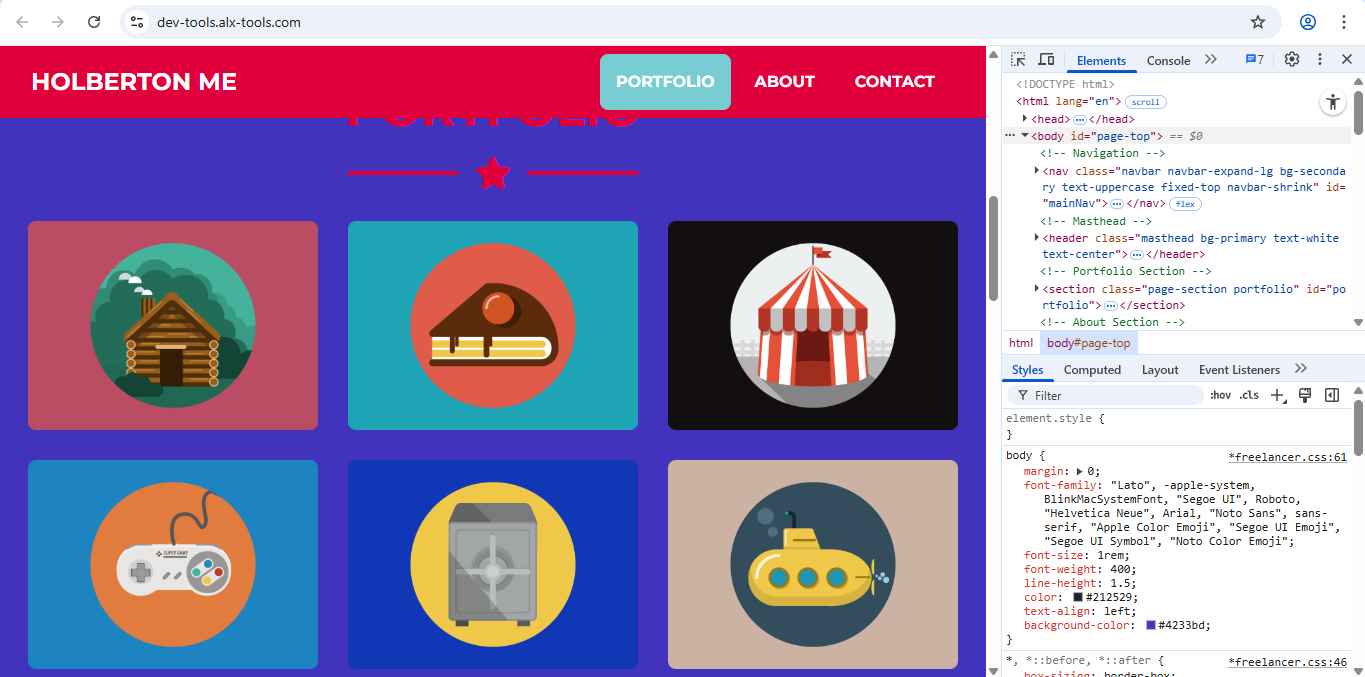 dev-tools.alx-tools.com
HOLBERTON ME
PORTFOLIO
ABOUT
CONTACT
PORTFOLIO
SUPER GAME
Elements
Console
7
<!DOCTYPE html>
<html lang="en">
scroll
<head>
</head>
<body id="page-top"> == $0
<!-- Navigation -->
<nav class="navbar navbar-expand-lg bg-seconda
ry text-uppercase fixed-top navbar-shrink" id=
"mainNav">
</nav>
flex
<!-- Masthead -->
<header class="masthead bg-primary text-white
text-center">
</header>
<!-- Portfolio Section -->
<section class="page-section portfolio" id="po
rtfolio">
</section>
<!-- About Section -->
html
body#page-top
Styles
Computed
Layout
Event Listeners
Filter
:hov
.cls
element.style {
}
body {
*freelancer.css:61
margin: 0;
font-family: "Lato", -apple-system,
BlinkMacSystemFont, "Segoe UI", Roboto,
"Helvetica Neue", Arial, "Noto Sans", sans-
serif, "Apple Color Emoji", "Segoe UI Emoji",
"Segoe UI Symbol", "Noto Color Emoji";
font-size: 1rem;
font-weight: 400;
line-height: 1.5;
color: #212529;
text-align: left;
background-color: #4233bd;
}
*, *::before, *::after {
*freelancer.css:46
box-sizing: border-box;